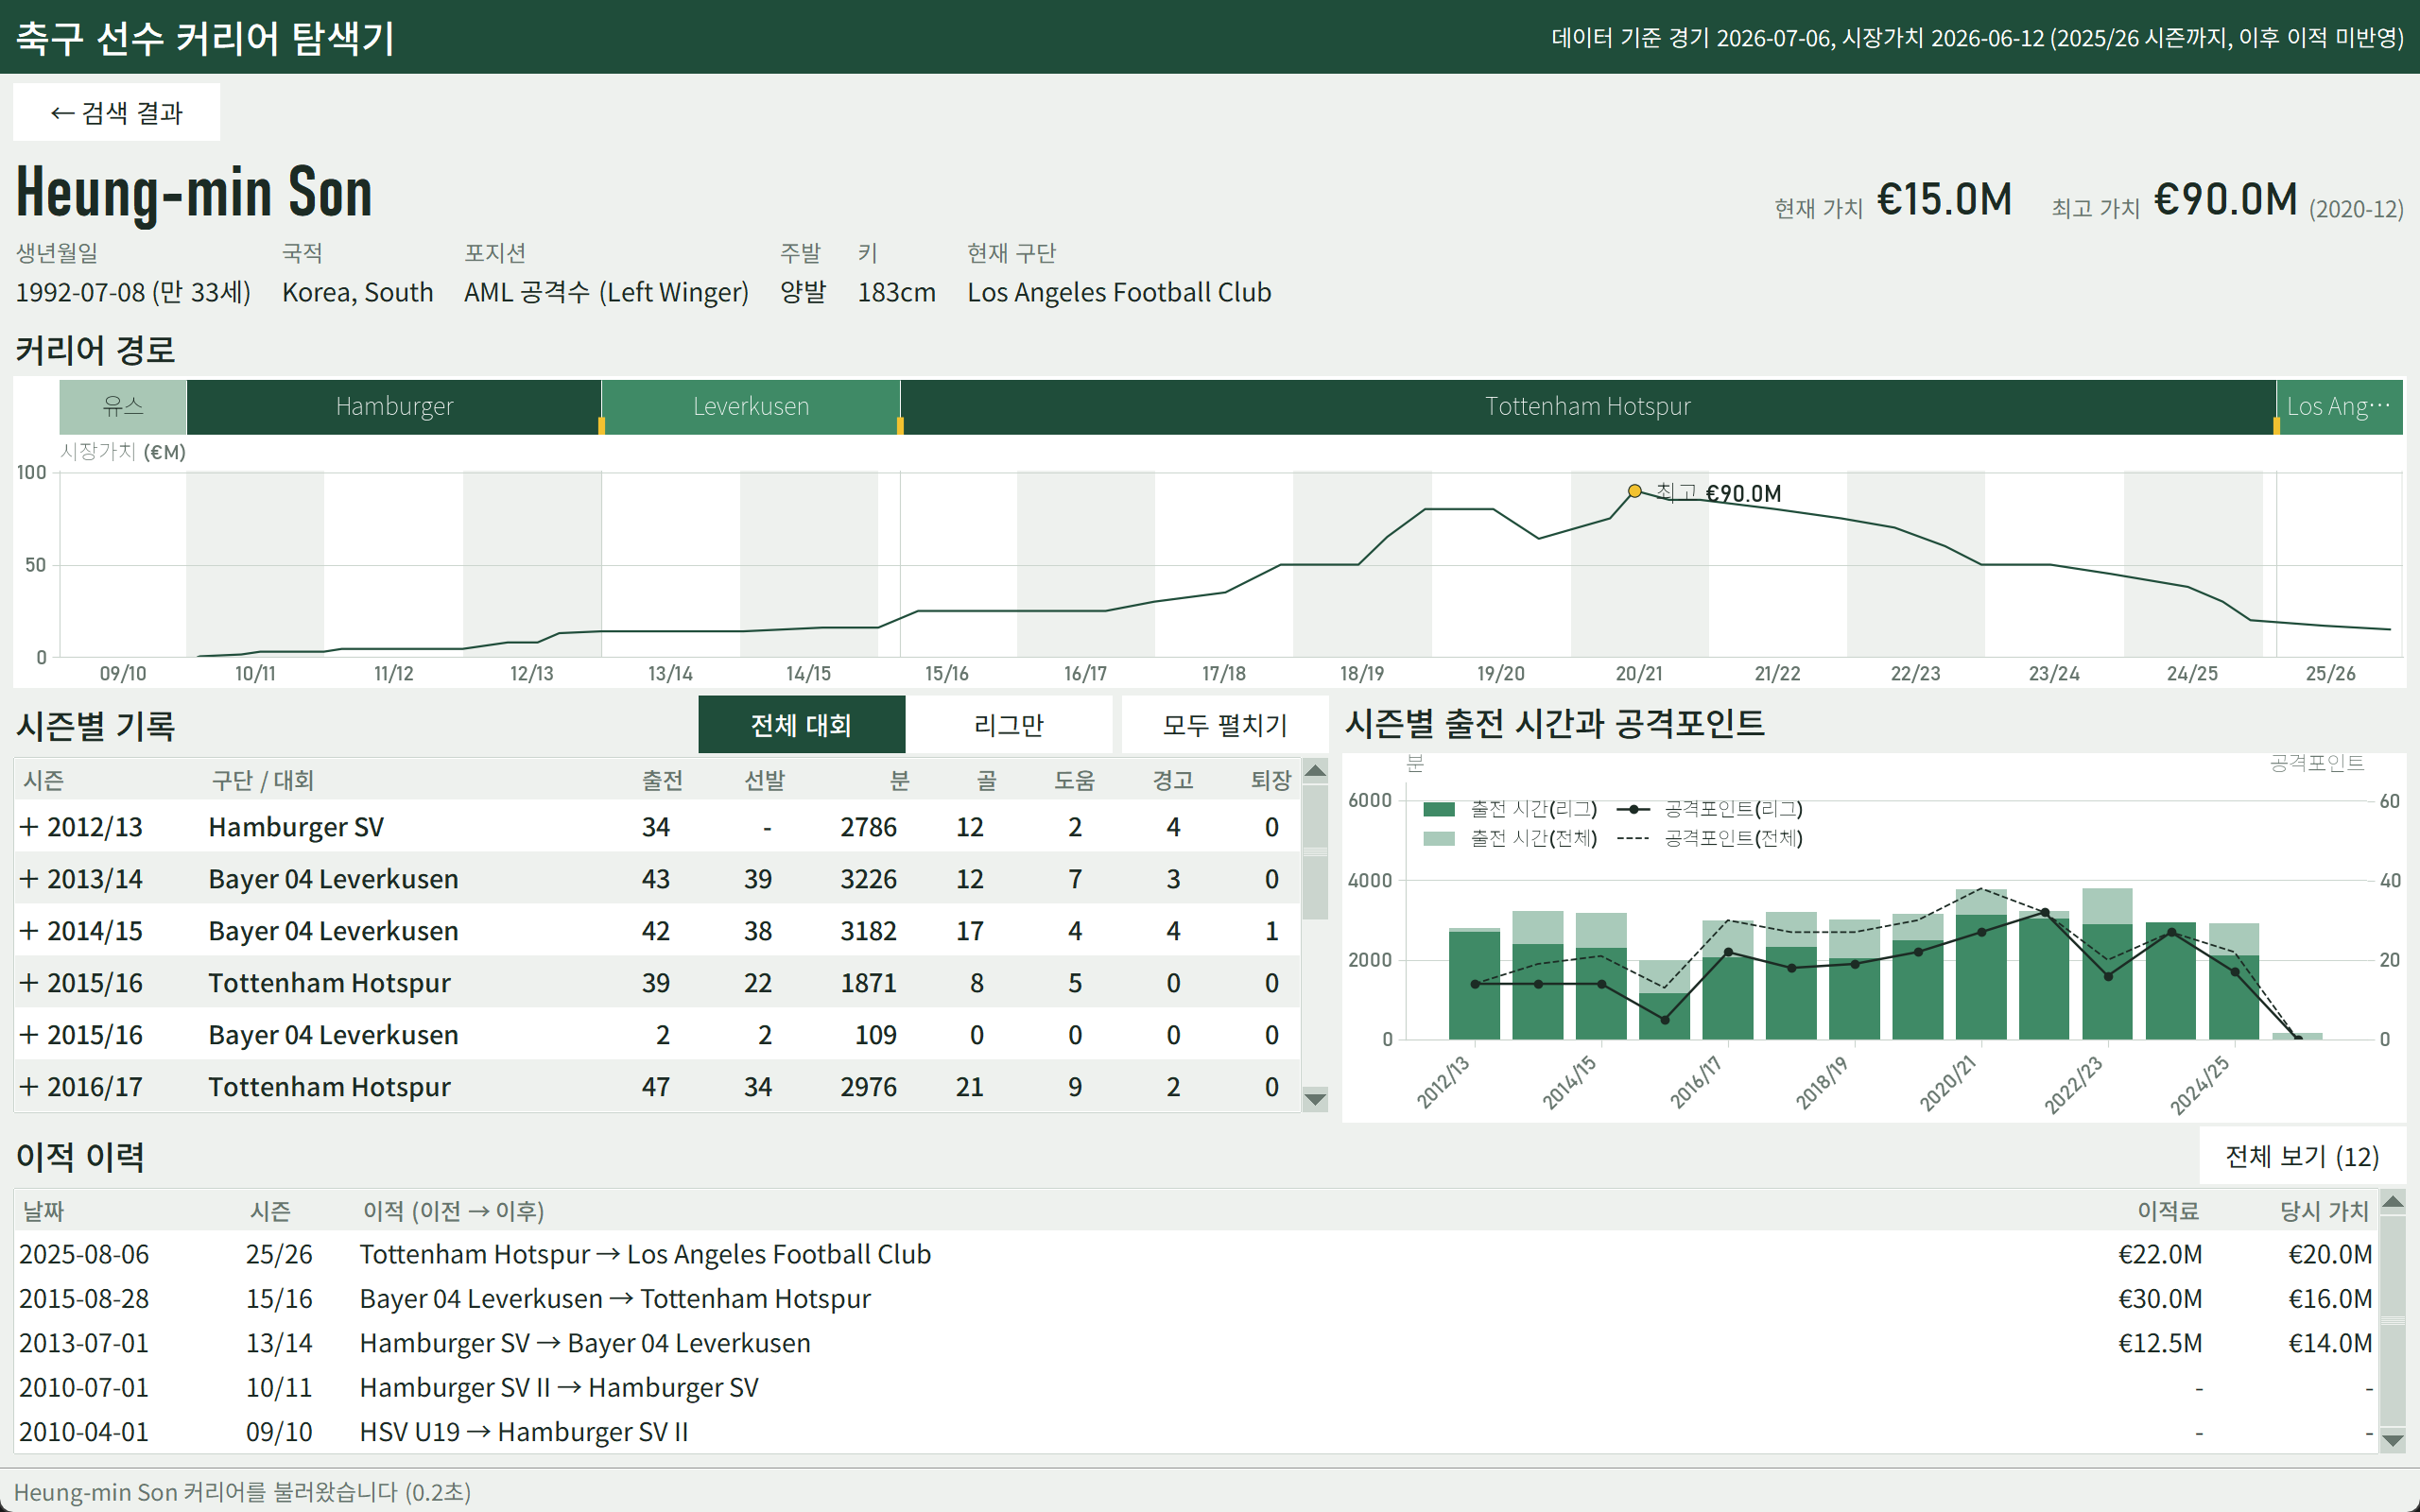 축구 선수 커리어 탐색기
데이터 기준 경기 2026-07-06, 시장가치 2026-06-12 (2025/26 시즌까지, 이후 이적 미반영)
← 검색 결과
Heung-min Son
현재 가치 €15.0M 최고 가치 €90.0M (2020-12)
생년월일 국적 포지션 주발 키 현재 구단
1992-07-08 (만 33세) Korea, South AML 공격수 (Left Winger) 양발 183cm Los Angeles Football Club
커리어 경로
유스 Hamburger Leverkusen Tottenham Hotspur Los Ang…
시장가치 (€M)
100
최고 €90.0M
50
0
09/10 10/11 11/12 12/13 13/14 14/15 15/16 16/17 17/18 18/19 19/20 20/21 21/22 22/23 23/24 24/25 25/26
시즌별 기록 전체 대회 리그만 모두 펼치기
시즌 구단 / 대회 출전 선발 분 골 도움 경고 퇴장
+ 2012/13 Hamburger SV 34 - 2786 12 2 4 0
+ 2013/14 Bayer 04 Leverkusen 43 39 3226 12 7 3 0
+ 2014/15 Bayer 04 Leverkusen 42 38 3182 17 4 4 1
+ 2015/16 Tottenham Hotspur 39 22 1871 8 5 0 0
+ 2015/16 Bayer 04 Leverkusen 2 2 109 0 0 0 0
+ 2016/17 Tottenham Hotspur 47 34 2976 21 9 2 0
시즌별 출전 시간과 공격포인트
분 공격포인트
6000 60
출전 시간(리그) 공격포인트(리그)
출전 시간(전체) 공격포인트(전체)
4000 40
2000 20
0 0
2012/13 2014/15 2016/17 2018/19 2020/21 2022/23 2024/25
이적 이력 전체 보기 (12)
날짜 시즌 이적 (이전 → 이후) 이적료 당시 가치
2025-08-06 25/26 Tottenham Hotspur → Los Angeles Football Club €22.0M €20.0M
2015-08-28 15/16 Bayer 04 Leverkusen → Tottenham Hotspur €30.0M €16.0M
2013-07-01 13/14 Hamburger SV → Bayer 04 Leverkusen €12.5M €14.0M
2010-07-01 10/11 Hamburger SV II → Hamburger SV - -
2010-04-01 09/10 HSV U19 → Hamburger SV II - -
Heung-min Son 커리어를 불러왔습니다 (0.2초)